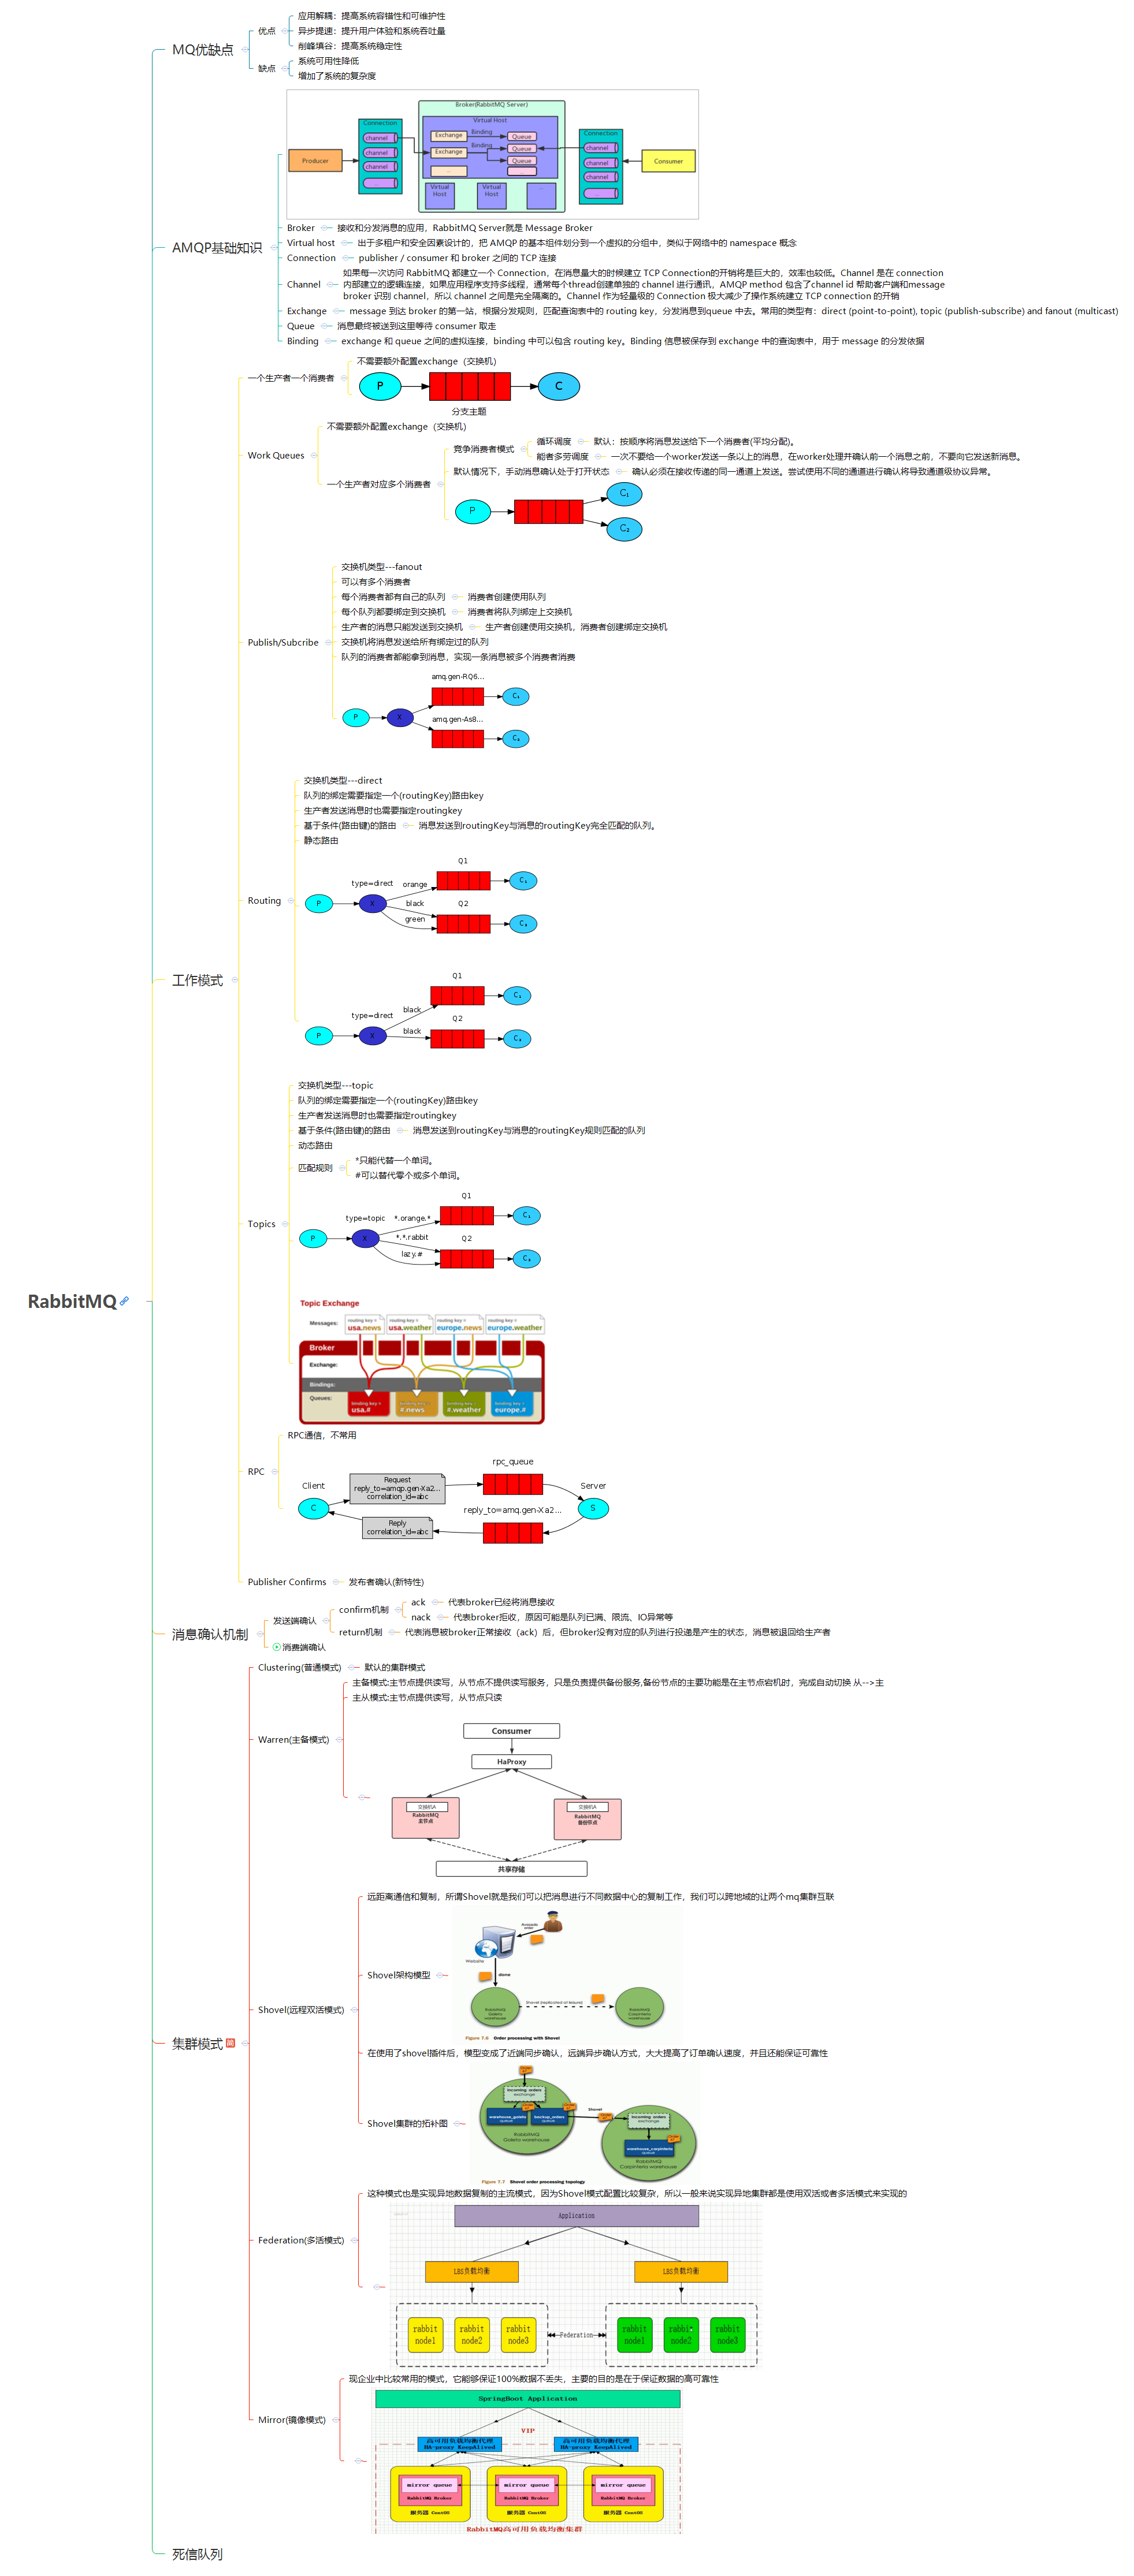 RabbitMQ
MQ优缺点
优点
应用解耦：提高系统容错性和可维护性
异步提速：提升用户体验和系统吞吐量
削峰填谷：提高系统稳定性
缺点
系统可用性降低
增加了系统的复杂度
AMQP基础知识
Broker(RabbitMQ Server)
Virtual Host
Connection
channel
channel
channel
Producer
Exchange
Binding
Queue
Exchange
Binding
Queue
Queue
...
...
Virtual
Host
Virtual
Host
...
Connection
channel
channel
channel
...
Consumer
Broker
接收和分发消息的应用，RabbitMQ Server就是 Message Broker
Virtual host
出于多租户和安全因素设计的，把 AMQP 的基本组件划分到一个虚拟的分组中，类似于网络中的 namespace 概念
Connection
publisher / consumer 和 broker 之间的 TCP 连接
Channel
如果每一次访问 RabbitMQ 都建立一个 Connection，在消息量大的时候建立 TCP Connection的开销将是巨大的，效率也较低。Channel 是在 connection
内部建立的逻辑连接，如果应用程序支持多线程，通常每个thread创建单独的 channel 进行通讯，AMQP method 包含了channel id 帮助客户端和message
broker 识别 channel，所以 channel 之间是完全隔离的。Channel 作为轻量级的 Connection 极大减少了操作系统建立 TCP connection 的开销
Exchange
message 到达 broker 的第一站，根据分发规则，匹配查询表中的 routing key，分发消息到queue 中去。常用的类型有：direct (point-to-point), topic (publish-subscribe) and fanout (multicast)
Queue
消息最终被送到这里等待 consumer 取走
Binding
exchange 和 queue 之间的虚拟连接，binding 中可以包含 routing key。Binding 信息被保存到 exchange 中的查询表中，用于 message 的分发依据
工作模式
一个生产者一个消费者
不需要额外配置exchange（交换机）
P
C
分支主题
Work Queues
不需要额外配置exchange（交换机）
一个生产者对应多个消费者
竞争消费者模式
循环调度
默认：按顺序将消息发送给下一个消费者(平均分配)。
能者多劳调度
一次不要给一个worker发送一条以上的消息，在worker处理并确认前一个消息之前，不要向它发送新消息。
默认情况下，手动消息确认处于打开状态
确认必须在接收传递的同一通道上发送。尝试使用不同的通道进行确认将导致通道级协议异常。
P
C₁
C₂
Publish/Subcribe
交换机类型---fanout
可以有多个消费者
每个消费者都有自己的队列
消费者创建使用队列
每个队列都要绑定到交换机
消费者将队列绑定上交换机
生产者的消息只能发送到交换机
生产者创建使用交换机，消费者创建绑定交换机
交换机将消息发送给所有绑定过的队列
队列的消费者都能拿到消息，实现一条消息被多个消费者消费
amq.gen-RQ6...
C₁
P
X
amq.gen-As8...
C₂
Routing
交换机类型---direct
队列的绑定需要指定一个(routingKey)路由key
生产者发送消息时也需要指定routingkey
基于条件(路由键)的路由
消息发送到routingKey与消息的routingKey完全匹配的队列。
静态路由
Q1
type=direct
orange
C₁
P
X
black
Q2
green
C₂
Q1
type=direct
black
C₁
Q2
P
X
black
C₂
Topics
交换机类型---topic
队列的绑定需要指定一个(routingKey)路由key
生产者发送消息时也需要指定routingkey
基于条件(路由键)的路由
消息发送到routingKey与消息的routingKey规则匹配的队列
动态路由
匹配规则
*只能代替一个单词。
#可以替代零个或多个单词。
Q1
type=topic
*.orange.*
C₁
P
X
*.*.rabbit
Q2
lazy.#
C₂
Topic Exchange
Messages:
routing key =
usa.news
routing key =
usa.weather
routing key =
europe.news
routing key =
europe.weather
Broker
Exchange:
Bindings:
Queues:
binding key =
usa.#
binding key =
#.news
binding key =
#.weather
binding key =
europe.#
RPC
RPC通信，不常用
Client
C
Request
reply_to=amqp.gen-Xa2...
correlation_id=abc
rpc_queue
Server
S
reply_to=amq.gen-Xa2...
Reply
correlation_id=abc
Publisher Confirms
发布者确认(新特性)
消息确认机制
发送端确认
confirm机制
ack
代表broker已经将消息接收
nack
代表broker拒收，原因可能是队列已满、限流、IO异常等
return机制
代表消息被broker正常接收（ack）后，但broker没有对应的队列进行投递是产生的状态，消息被退回给生产者
消费端确认
集群模式
Clustering(普通模式)
默认的集群模式
Warren(主备模式)
主备模式:主节点提供读写，从节点不提供读写服务，只是负责提供备份服务,备份节点的主要功能是在主节点宕机时，完成自动切换 从-->主
主从模式:主节点提供读写，从节点只读
Consumer
HaProxy
交换机A
RabbitMQ
主节点
交换机A
RabbitMQ
备份节点
共享存储
Shovel(远程双活模式)
远距离通信和复制，所谓Shovel就是我们可以把消息进行不同数据中心的复制工作，我们可以跨地域的让两个mq集群互联
Shovel架构模型
Avocado
order
Website
done
Shovel (replicated at leisure)
RabbitMQ
Goleta
warehouse
RabbitMQ
Carpinteria
warehouse
Figure 7.6 Order processing with Shovel
在使用了shovel插件后，模型变成了近端同步确认，远端异步确认方式，大大提高了订单确认速度，并且还能保证可靠性
Shovel集群的拓补图
incoming_orders
exchange
warehouse_goleta
queue
backup_orders
queue
Shovel
RabbitMQ
Goleta warehouse
incoming_orders
exchange
warehouse_carpinteria
queue
RabbitMQ
Carpinteria warehouse
Figure 7.7 Shovel order processing topology
Federation(多活模式)
这种模式也是实现异地数据复制的主流模式，因为Shovel模式配置比较复杂，所以一般来说实现异地集群都是使用双活或者多活模式来实现的
Application
LBS负载均衡
LBS负载均衡
rabbit
node1
rabbit
node2
rabbit
node3
Federation
rabbit
node1
rabbit
node2
rabbit
node3
Mirror(镜像模式)
现企业中比较常用的模式，它能够保证100%数据不丢失，主要的目的是在于保证数据的高可靠性
SpringBoot Application
VIP
高可用负载均衡代理
HA-proxy KeepAlived
高可用负载均衡代理
HA-proxy KeepAlived
mirror queue
RabbitMQ Broker
服务器 CentOS
mirror queue
RabbitMQ Broker
服务器 CentOS
mirror queue
RabbitMQ Broker
服务器 CentOS
RabbitMQ高可用负载均衡集群
死信队列